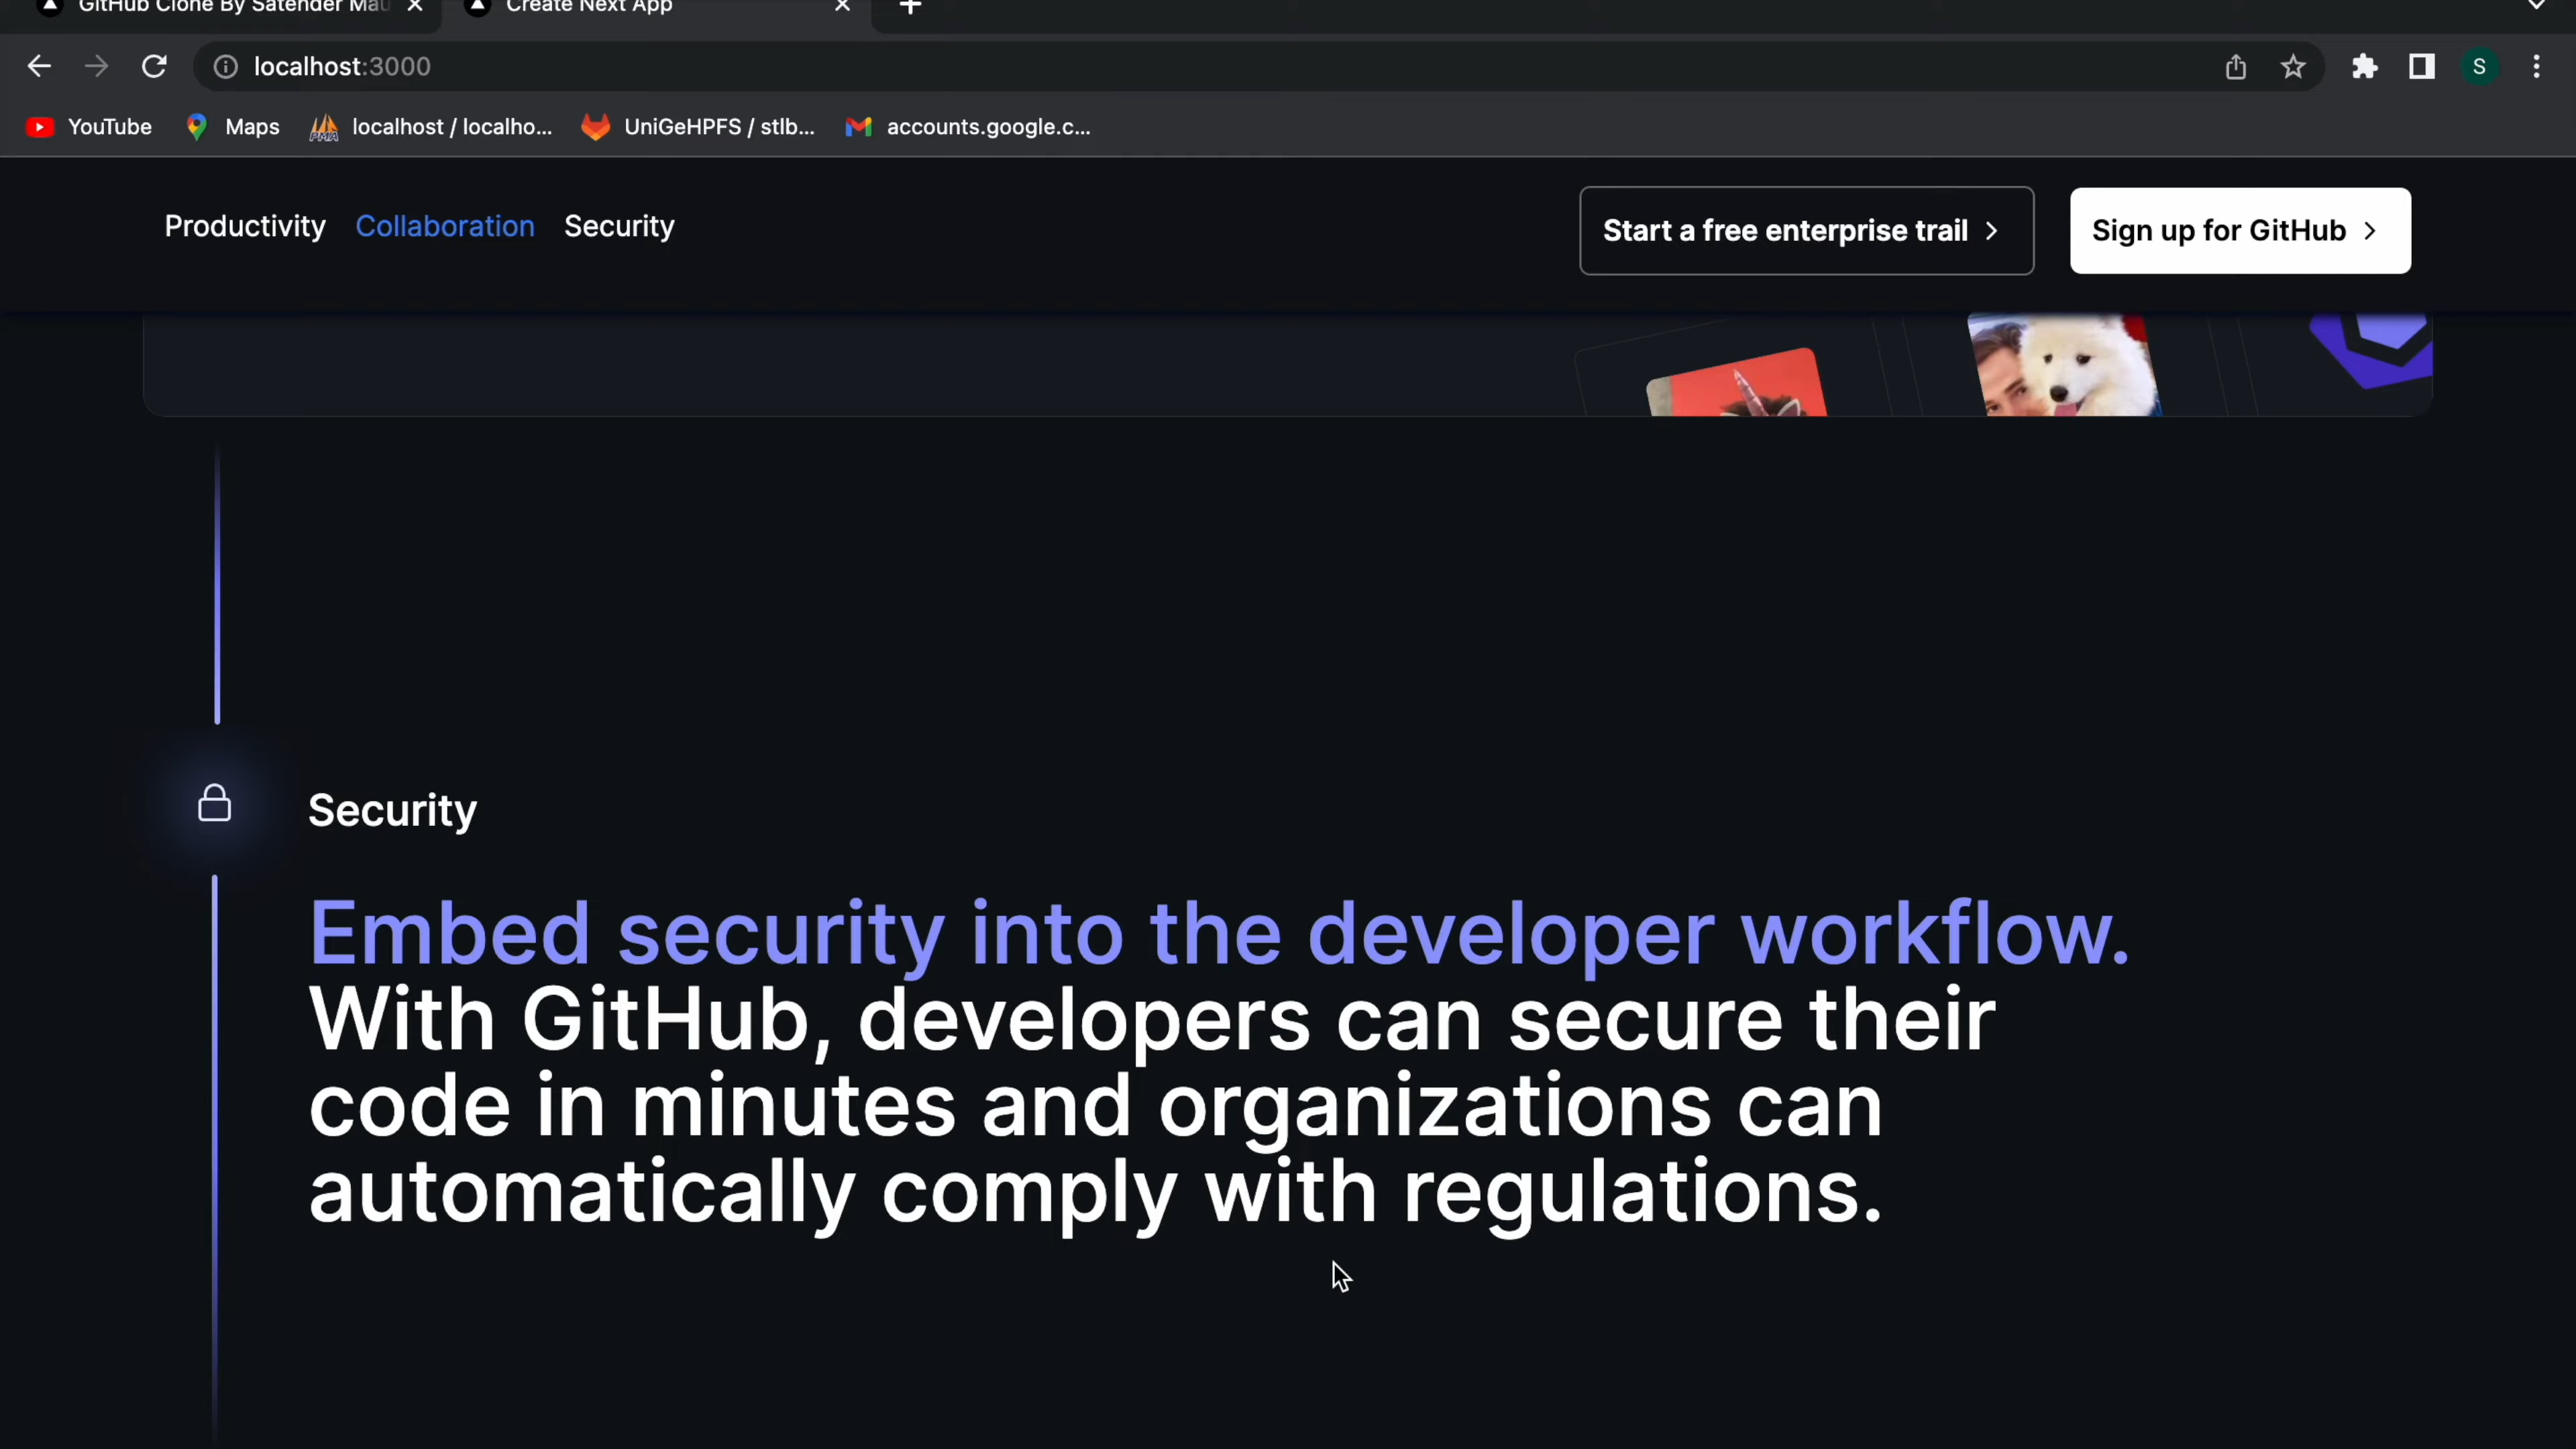 GitHub Clone By Satender Mau
Create Next App
localhost:3000
S
YouTube
Maps
PMA
localhost / localho...
UniGeHPFS / stlb...
accounts.google.c...
Productivity Collaboration Security
Start a free enterprise trail
Sign up for GitHub
Security
Embed security into the developer workflow.
With GitHub, developers can secure their
code in minutes and organizations can
automatically comply with regulations.